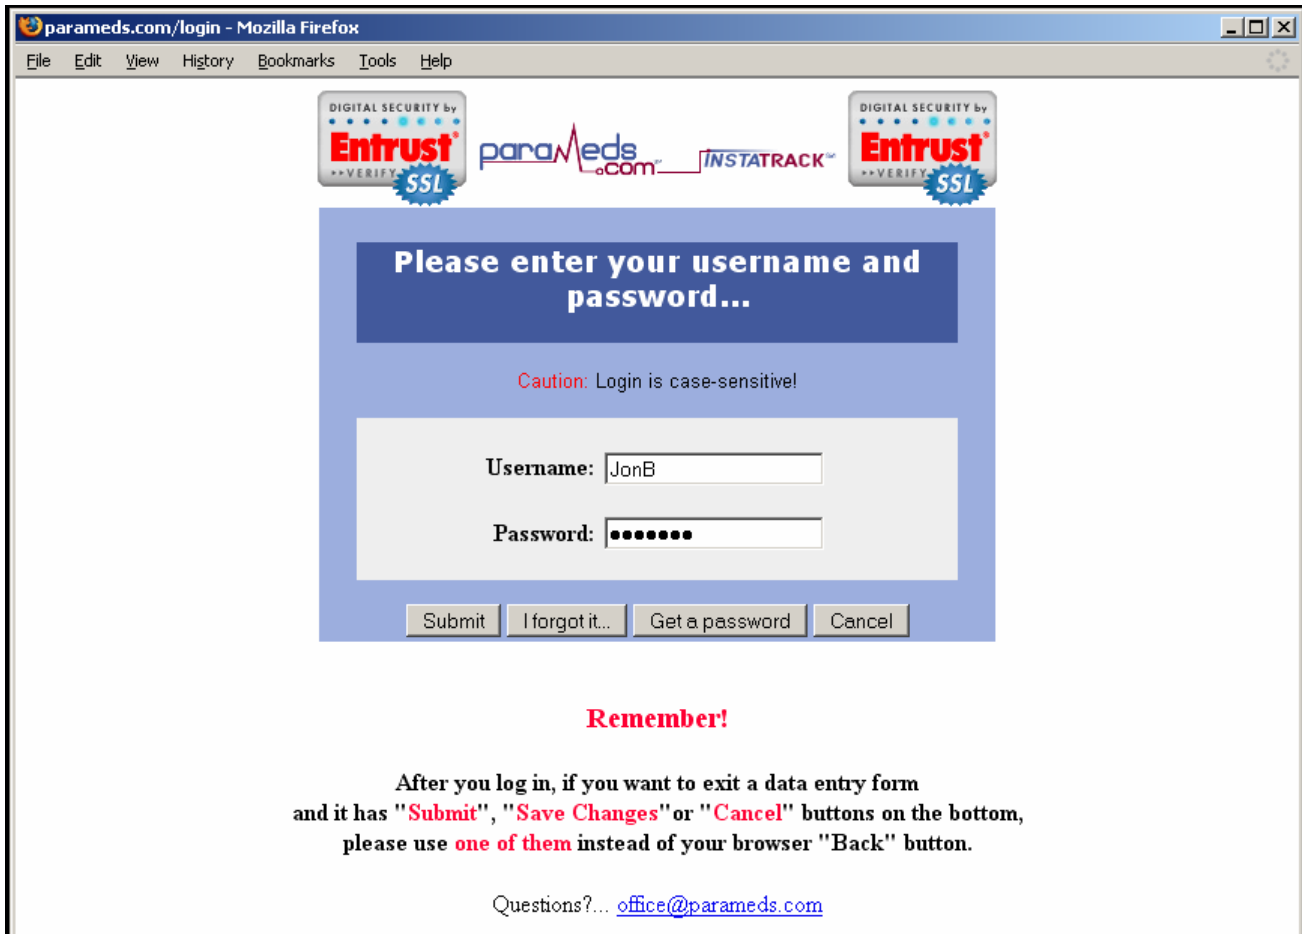 parameds.com/login - Mozilla Firefox
File Edit View History Bookmarks Tools Help
DIGITAL SECURITY by
Entrust®
>>VERIFY
SSL
paraMeds
.com
INSTATRACK
DIGITAL SECURITY by
Entrust®
>>VERIFY
SSL
Please enter your username and
password...
Caution: Login is case-sensitive!
Username: JonB
Password: •••••••
Submit I forgot it... Get a password Cancel
Remember!
After you log in, if you want to exit a data entry form
and it has "Submit", "Save Changes"or "Cancel" buttons on the bottom,
please use one of them instead of your browser "Back" button.
Questions?... office@parameds.com